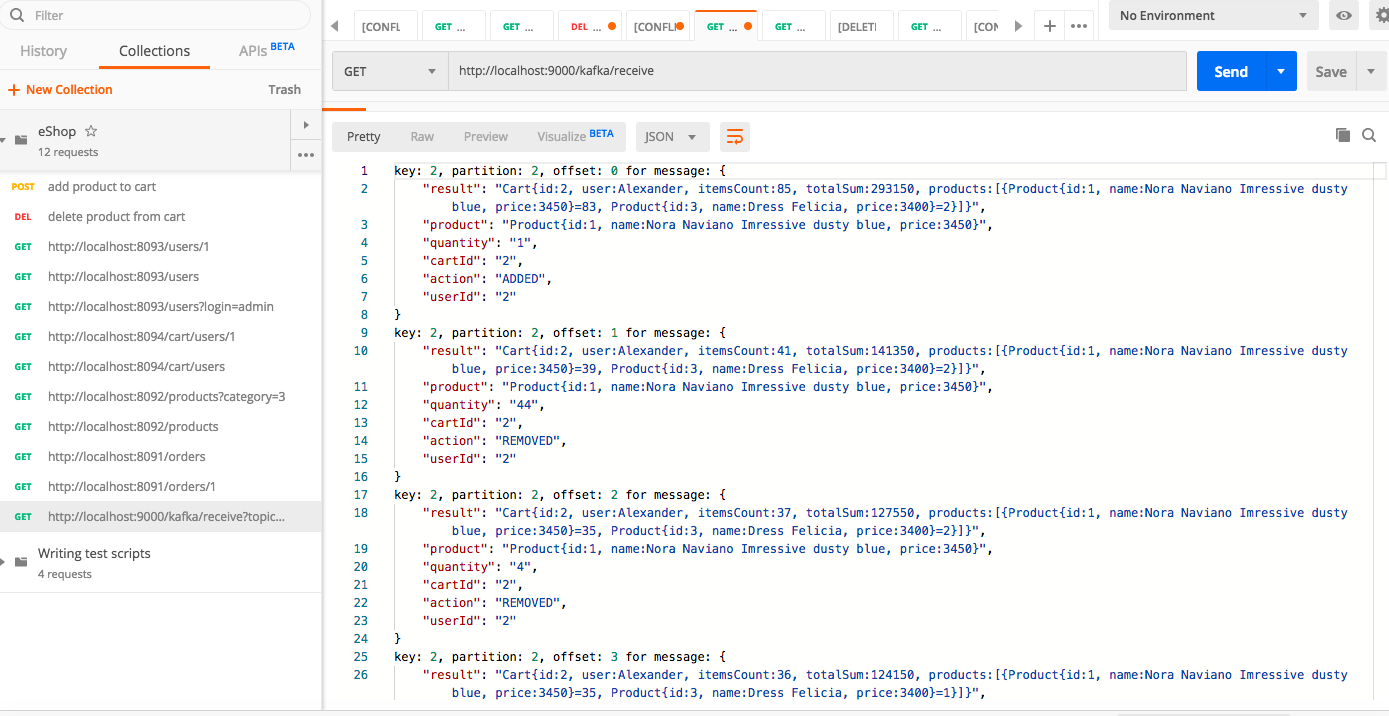 Filter
History Collections APIs BETA
+ New Collection Trash
eShop
12 requests
POST add product to cart
DEL delete product from cart
GET http://localhost:8093/users/1
GET http://localhost:8093/users
GET http://localhost:8093/users?login=admin
GET http://localhost:8094/cart/users/1
GET http://localhost:8094/cart/users
GET http://localhost:8092/products?category=3
GET http://localhost:8092/products
GET http://localhost:8091/orders
GET http://localhost:8091/orders/1
GET http://localhost:9000/kafka/receive?topic...
Writing test scripts
4 requests
[CONFL GET ... GET ... DEL ... [CONFLI GET ... GET ... [DELETI GET ... [CON + ••• No Environment
GET http://localhost:9000/kafka/receive Send Save
Pretty Raw Preview Visualize BETA JSON
1 key: 2, partition: 2, offset: 0 for message: {
2 "result": "Cart{id:2, user:Alexander, itemsCount:85, totalSum:293150, products:[{Product{id:1, name:Nora Naviano Imressive dusty
blue, price:3450}=83, Product{id:3, name:Dress Felicia, price:3400}=2}]}",
3 "product": "Product{id:1, name:Nora Naviano Imressive dusty blue, price:3450}",
4 "quantity": "1",
5 "cartId": "2",
6 "action": "ADDED",
7 "userId": "2"
8 }
9 key: 2, partition: 2, offset: 1 for message: {
10 "result": "Cart{id:2, user:Alexander, itemsCount:41, totalSum:141350, products:[{Product{id:1, name:Nora Naviano Imressive dusty
blue, price:3450}=39, Product{id:3, name:Dress Felicia, price:3400}=2}]}",
11 "product": "Product{id:1, name:Nora Naviano Imressive dusty blue, price:3450}",
12 "quantity": "44",
13 "cartId": "2",
14 "action": "REMOVED",
15 "userId": "2"
16 }
17 key: 2, partition: 2, offset: 2 for message: {
18 "result": "Cart{id:2, user:Alexander, itemsCount:37, totalSum:127550, products:[{Product{id:1, name:Nora Naviano Imressive dusty
blue, price:3450}=35, Product{id:3, name:Dress Felicia, price:3400}=2}]}",
19 "product": "Product{id:1, name:Nora Naviano Imressive dusty blue, price:3450}",
20 "quantity": "4",
21 "cartId": "2",
22 "action": "REMOVED",
23 "userId": "2"
24 }
25 key: 2, partition: 2, offset: 3 for message: {
26 "result": "Cart{id:2, user:Alexander, itemsCount:36, totalSum:124150, products:[{Product{id:1, name:Nora Naviano Imressive dusty
blue, price:3450}=35, Product{id:3, name:Dress Felicia, price:3400}=1}]}",